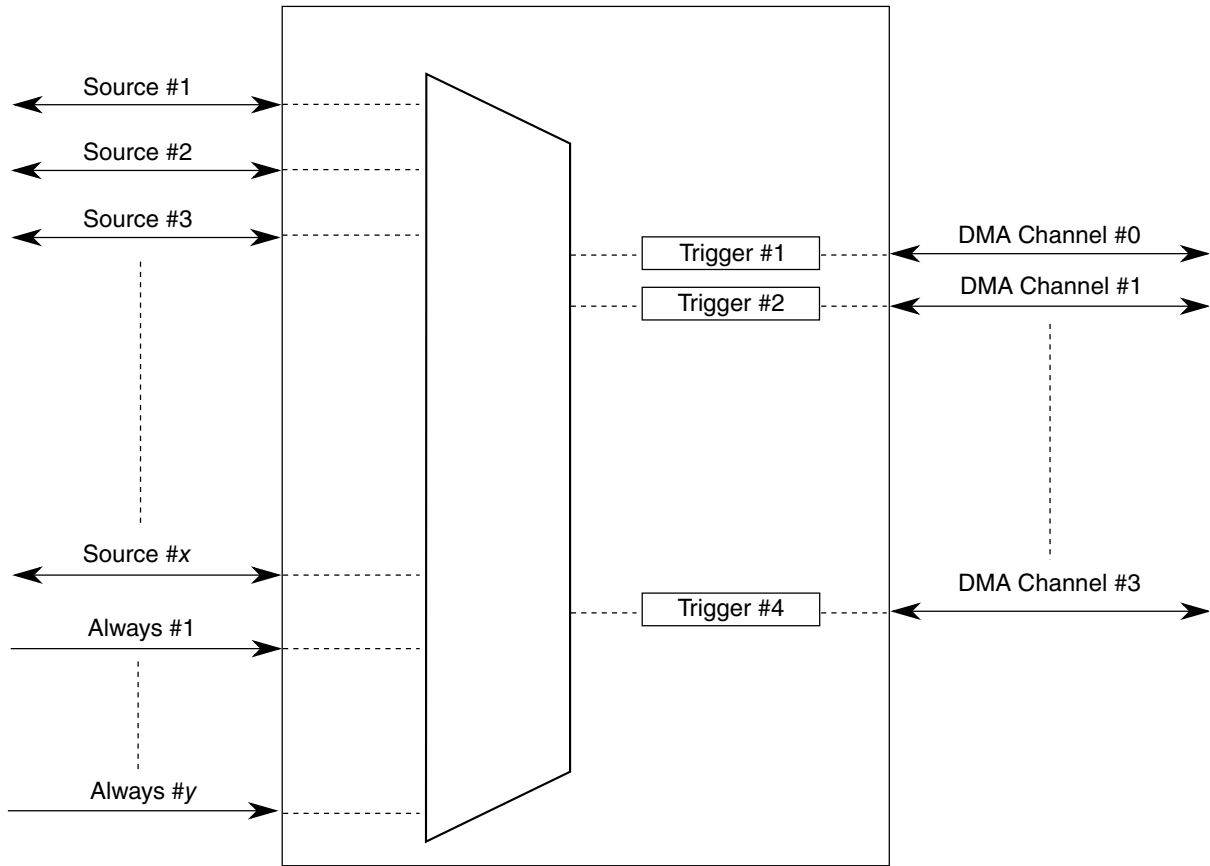 Source #1
Source #2
Source #3
Source #x
Always #1
Always #y
Trigger #1
Trigger #2
Trigger #4
DMA Channel #0
DMA Channel #1
DMA Channel #3